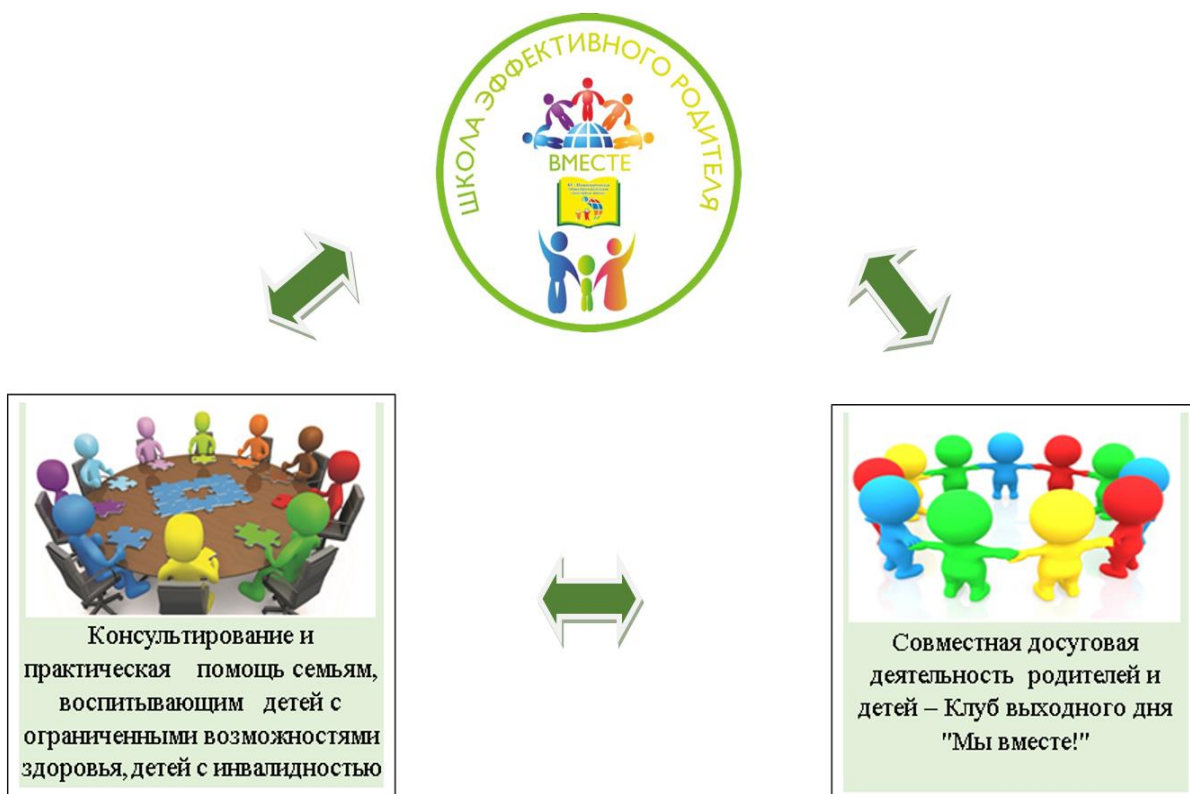 ШКОЛА ЭФФЕКТИВНОГО РОДИТЕЛЯ
ВМЕСТЕ
Консультирование и
практическая помощь семьям,
воспитывающим детей с
ограниченными возможностями
здоровья, детей с инвалидностью
Совместная досуговая
деятельность родителей и
детей – Клуб выходного дня
"Мы вместе!"